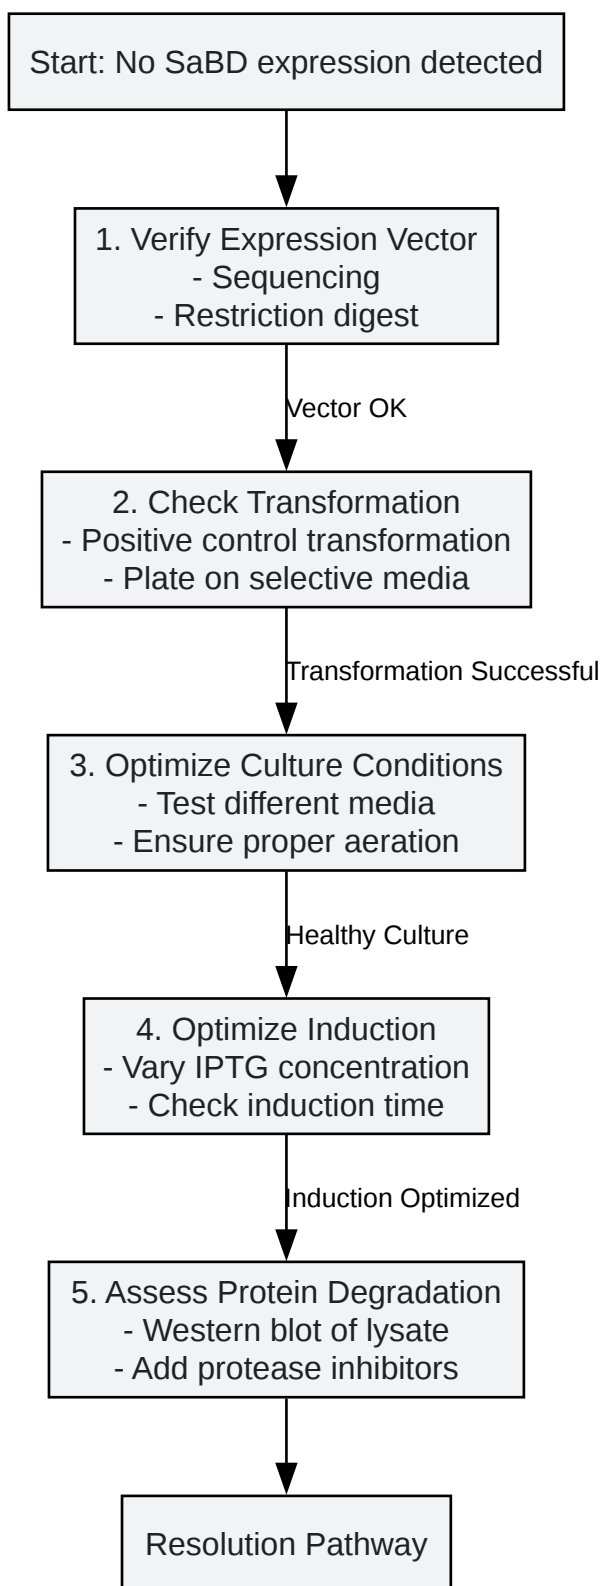 Start: No SaBD expression detected
1. Verify Expression Vector
- Sequencing
- Restriction digest
Vector OK
2. Check Transformation
- Positive control transformation
- Plate on selective media
Transformation Successful
3. Optimize Culture Conditions
- Test different media
- Ensure proper aeration
Healthy Culture
4. Optimize Induction
- Vary IPTG concentration
- Check induction time
Induction Optimized
5. Assess Protein Degradation
- Western blot of lysate
- Add protease inhibitors
Resolution Pathway